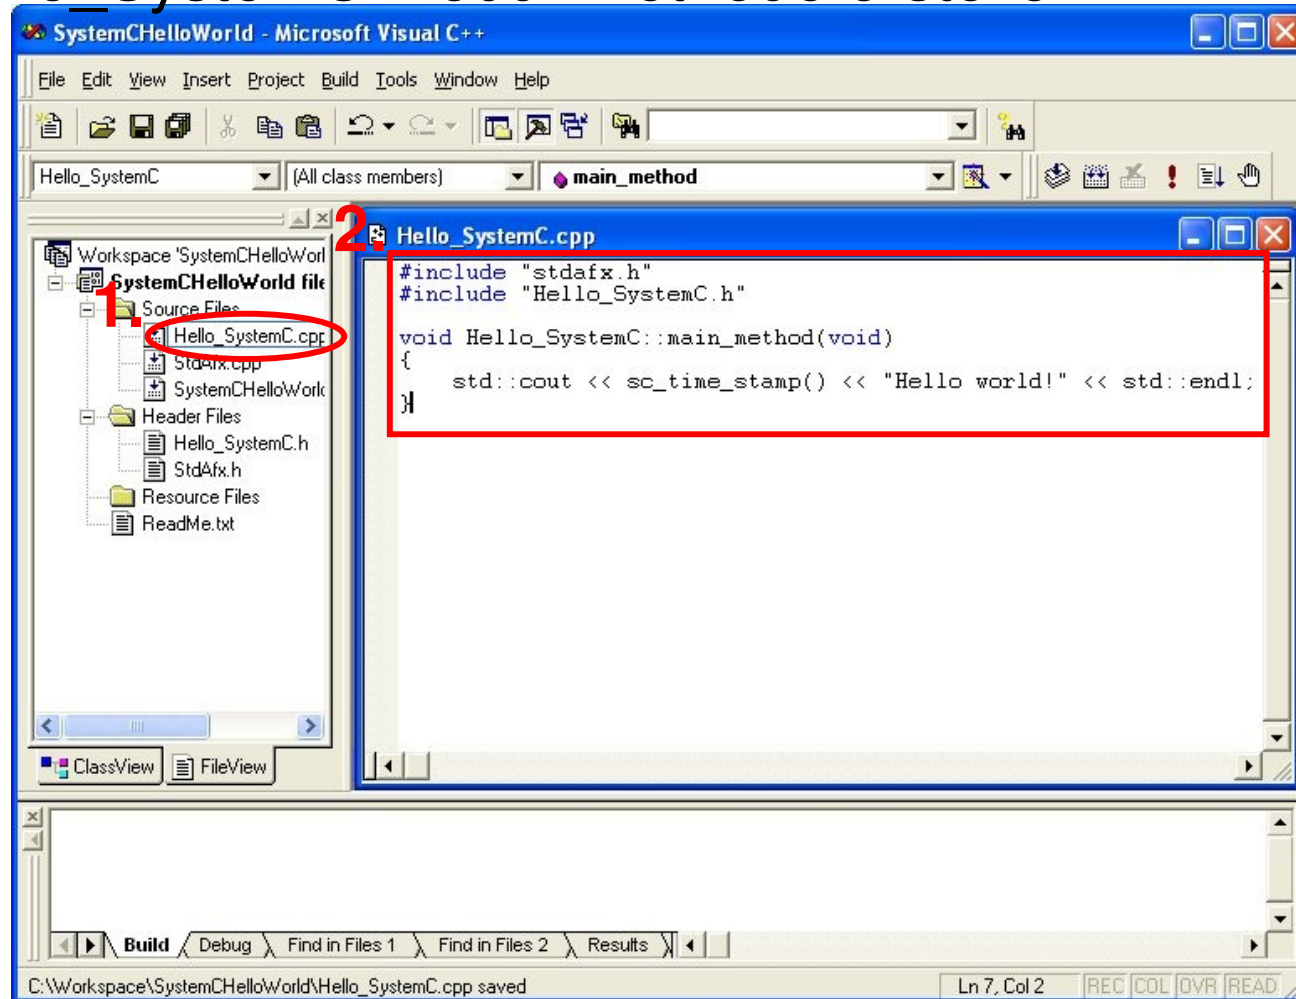 SystemCHelloWorld - Microsoft Visual C++
File Edit View Insert Project Build Tools Window Help
Hello_SystemC (All class members) main_method
2.
Hello_SystemC.cpp
Workspace 'SystemCHelloWorl
SystemCHelloWorld file
1.
Source Files
Hello_SystemC.cpp
StdAfx.cpp
SystemCHelloWork
Header Files
Hello_SystemC.h
StdAfx.h
Resource Files
ReadMe.txt
#include "stdafx.h"
#include "Hello_SystemC.h"
void Hello_SystemC::main_method(void)
{
std::cout << sc_time_stamp() << "Hello world!" << std::endl;
}
ClassView FileView
Build Debug Find in Files 1 Find in Files 2 Results
C:\Workspace\SystemCHelloWorld\Hello_SystemC.cpp saved Ln 7, Col 2 REC COL OVR READ